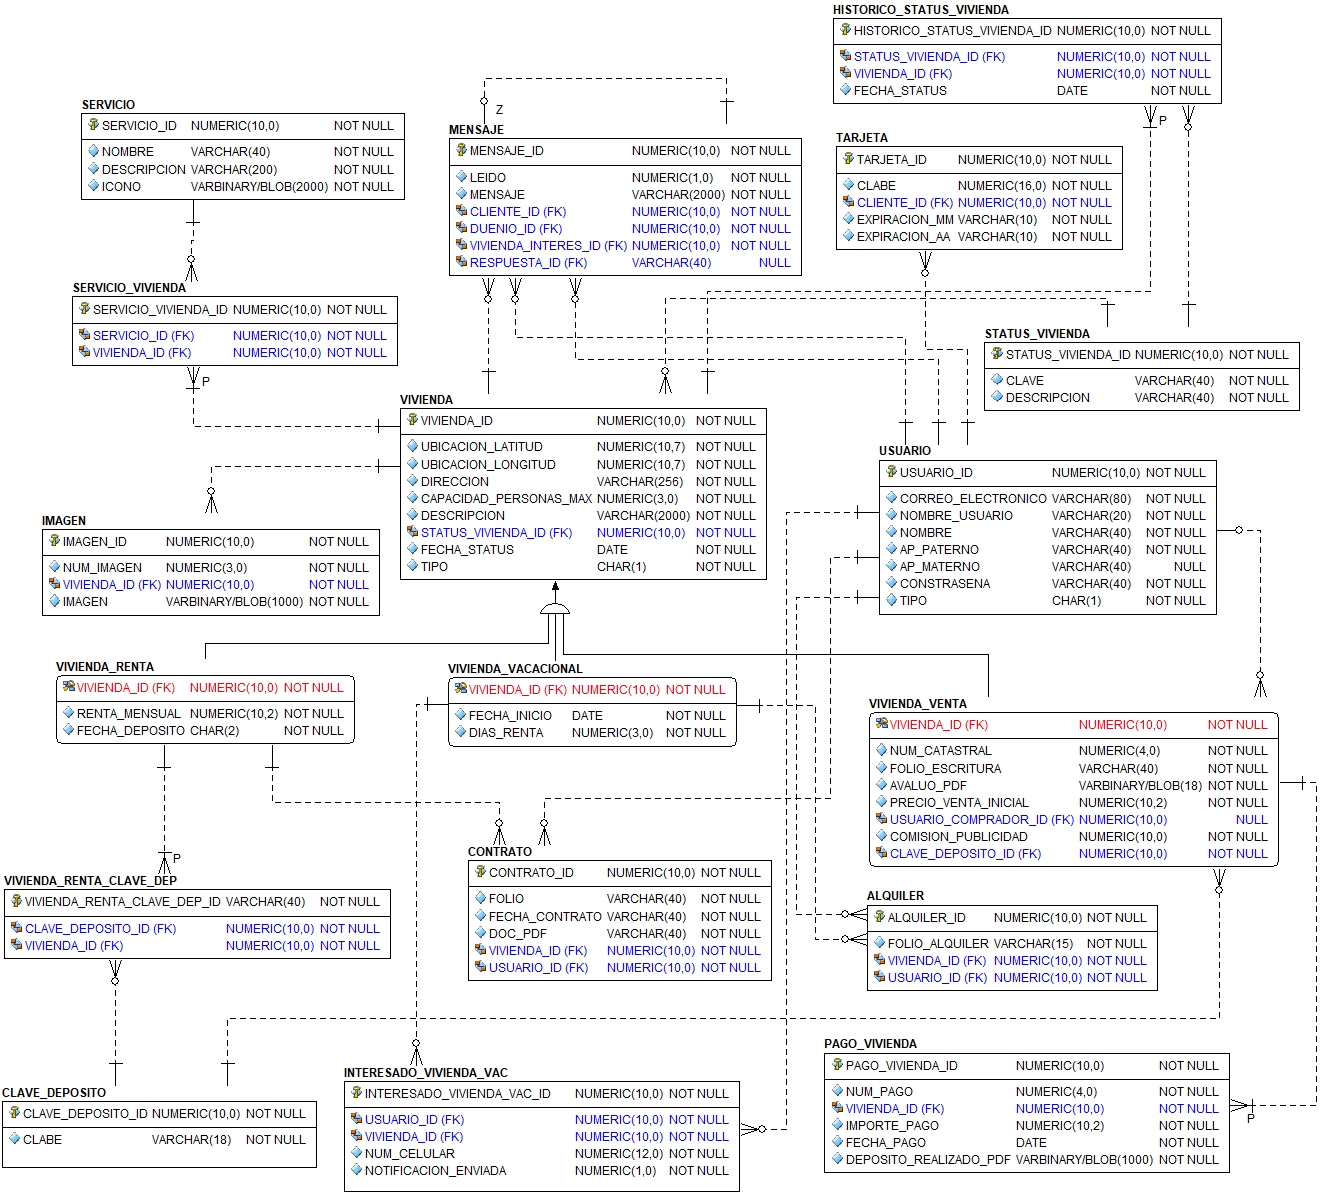 HISTORICO_STATUS_VIVIENDA
HISTORICO_STATUS_VIVIENDA_ID NUMERIC(10,0) NOT NULL
STATUS_VIVIENDA_ID (FK) NUMERIC(10,0) NOT NULL
VIVIENDA_ID (FK) NUMERIC(10,0) NOT NULL
FECHA_STATUS DATE NOT NULL
P
SERVICIO
SERVICIO_ID NUMERIC(10,0) NOT NULL
NOMBRE VARCHAR(40) NOT NULL
DESCRIPCION VARCHAR(200) NOT NULL
ICONO VARBINARY/BLOB(2000) NOT NULL
Z
MENSAJE
MENSAJE_ID NUMERIC(10,0) NOT NULL
LEIDO NUMERIC(1,0) NOT NULL
MENSAJE VARCHAR(2000) NOT NULL
CLIENTE_ID (FK) NUMERIC(10,0) NOT NULL
DUENIO_ID (FK) NUMERIC(10,0) NOT NULL
VIVIENDA_INTERES_ID (FK) NUMERIC(10,0) NOT NULL
RESPUESTA_ID (FK) VARCHAR(40) NULL
TARJETA
TARJETA_ID NUMERIC(10,0) NOT NULL
CLABE NUMERIC(16,0) NOT NULL
CLIENTE_ID (FK) NUMERIC(10,0) NOT NULL
EXPIRACION_MM VARCHAR(10) NOT NULL
EXPIRACION_AA VARCHAR(10) NOT NULL
SERVICIO_VIVIENDA
SERVICIO_VIVIENDA_ID NUMERIC(10,0) NOT NULL
SERVICIO_ID (FK) NUMERIC(10,0) NOT NULL
VIVIENDA_ID (FK) NUMERIC(10,0) NOT NULL
P
STATUS_VIVIENDA
STATUS_VIVIENDA_ID NUMERIC(10,0) NOT NULL
CLAVE VARCHAR(40) NOT NULL
DESCRIPCION VARCHAR(40) NOT NULL
VIVIENDA
VIVIENDA_ID NUMERIC(10,0) NOT NULL
UBICACION_LATITUD NUMERIC(10,7) NOT NULL
UBICACION_LONGITUD NUMERIC(10,7) NOT NULL
DIRECCION VARCHAR(256) NOT NULL
CAPACIDAD_PERSONAS_MAX NUMERIC(3,0) NOT NULL
DESCRIPCION VARCHAR(2000) NOT NULL
STATUS_VIVIENDA_ID (FK) NUMERIC(10,0) NOT NULL
FECHA_STATUS DATE NOT NULL
TIPO CHAR(1) NOT NULL
USUARIO
USUARIO_ID NUMERIC(10,0) NOT NULL
CORREO_ELECTRONICO VARCHAR(80) NOT NULL
NOMBRE_USUARIO VARCHAR(20) NOT NULL
NOMBRE VARCHAR(40) NOT NULL
AP_PATERNO VARCHAR(40) NOT NULL
AP_MATERNO VARCHAR(40) NULL
CONSTRASENA VARCHAR(40) NOT NULL
TIPO CHAR(1) NOT NULL
IMAGEN
IMAGEN_ID NUMERIC(10,0) NOT NULL
NUM_IMAGEN NUMERIC(3,0) NOT NULL
VIVIENDA_ID (FK) NUMERIC(10,0) NOT NULL
IMAGEN VARBINARY/BLOB(1000) NOT NULL
VIVIENDA_RENTA
VIVIENDA_ID (FK) NUMERIC(10,0) NOT NULL
RENTA_MENSUAL NUMERIC(10,2) NOT NULL
FECHA_DEPOSITO CHAR(2) NOT NULL
VIVIENDA_VACACIONAL
VIVIENDA_ID (FK) NUMERIC(10,0) NOT NULL
FECHA_INICIO DATE NOT NULL
DIAS_RENTA NUMERIC(3,0) NOT NULL
VIVIENDA_VENTA
VIVIENDA_ID (FK) NUMERIC(10,0) NOT NULL
NUM_CATASTRAL NUMERIC(4,0) NOT NULL
FOLIO_ESCRITURA VARCHAR(40) NOT NULL
AVALUO_PDF VARBINARY/BLOB(18) NOT NULL
PRECIO_VENTA_INICIAL NUMERIC(10,2) NOT NULL
USUARIO_COMPRADOR_ID (FK) NUMERIC(10,0) NULL
COMISION_PUBLICIDAD NUMERIC(10,0) NOT NULL
CLAVE_DEPOSITO_ID (FK) NUMERIC(10,0) NOT NULL
P
VIVIENDA_RENTA_CLAVE_DEP
VIVIENDA_RENTA_CLAVE_DEP_ID VARCHAR(40) NOT NULL
CLAVE_DEPOSITO_ID (FK) NUMERIC(10,0) NOT NULL
VIVIENDA_ID (FK) NUMERIC(10,0) NOT NULL
CONTRATO
CONTRATO_ID NUMERIC(10,0) NOT NULL
FOLIO VARCHAR(40) NOT NULL
FECHA_CONTRATO VARCHAR(40) NOT NULL
DOC_PDF VARCHAR(40) NOT NULL
VIVIENDA_ID (FK) NUMERIC(10,0) NOT NULL
USUARIO_ID (FK) NUMERIC(10,0) NOT NULL
ALQUILER
ALQUILER_ID NUMERIC(10,0) NOT NULL
FOLIO_ALQUILER VARCHAR(15) NOT NULL
VIVIENDA_ID (FK) NUMERIC(10,0) NOT NULL
USUARIO_ID (FK) NUMERIC(10,0) NOT NULL
CLAVE_DEPOSITO
CLAVE_DEPOSITO_ID NUMERIC(10,0) NOT NULL
CLABE VARCHAR(18) NOT NULL
INTERESADO_VIVIENDA_VAC
INTERESADO_VIVIENDA_VAC_ID NUMERIC(10,0) NOT NULL
USUARIO_ID (FK) NUMERIC(10,0) NOT NULL
VIVIENDA_ID (FK) NUMERIC(10,0) NOT NULL
NUM_CELULAR NUMERIC(12,0) NOT NULL
NOTIFICACION_ENVIADA NUMERIC(1,0) NOT NULL
PAGO_VIVIENDA
PAGO_VIVIENDA_ID NUMERIC(10,0) NOT NULL
NUM_PAGO NUMERIC(4,0) NOT NULL
VIVIENDA_ID (FK) NUMERIC(10,0) NOT NULL
IMPORTE_PAGO NUMERIC(10,2) NOT NULL
FECHA_PAGO DATE NOT NULL
DEPOSITO_REALIZADO_PDF VARBINARY/BLOB(1000) NOT NULL
P